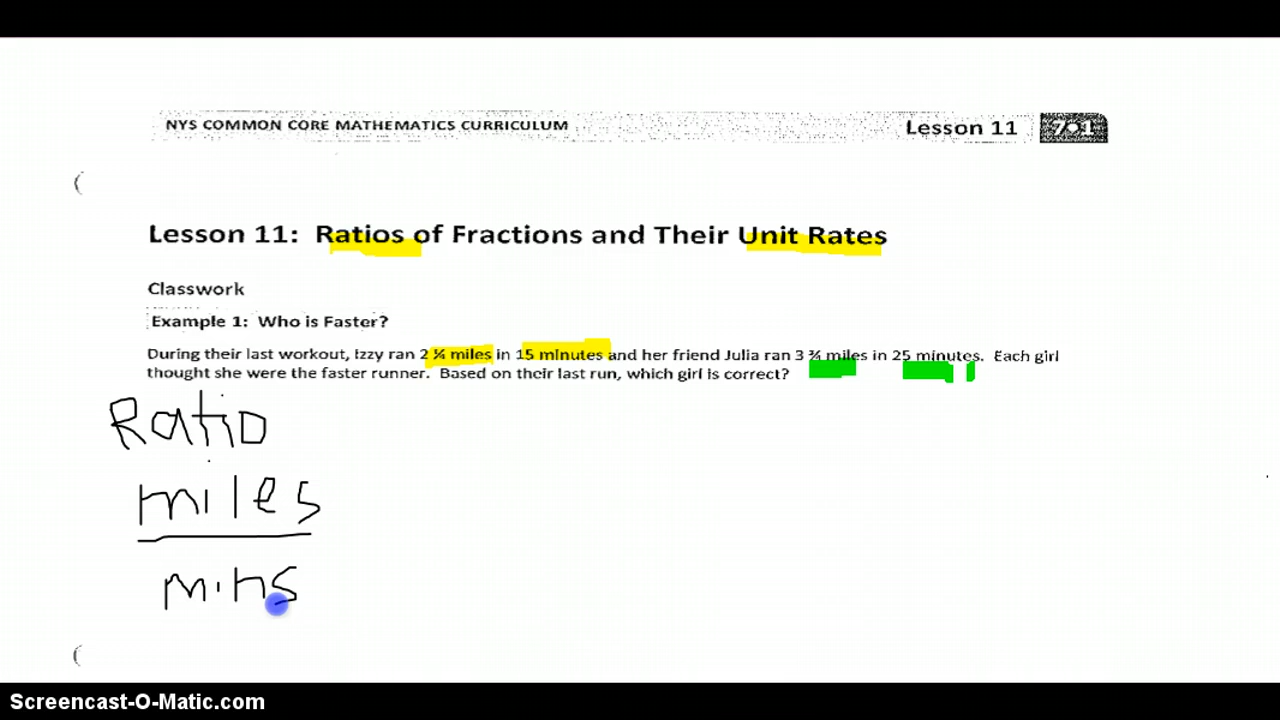 NYS COMMON CORE MATHEMATICS CURRICULUM Lesson 11 7•1
Lesson 11: Ratios of Fractions and Their Unit Rates
Classwork
Example 1: Who is Faster?
During their last workout, Izzy ran 2 ¼ miles in 15 minutes and her friend Julia ran 3 ¾ miles in 25 minutes. Each girl
thought she were the faster runner. Based on their last run, which girl is correct?
Ratio
miles
mins
Screencast-O-Matic.com